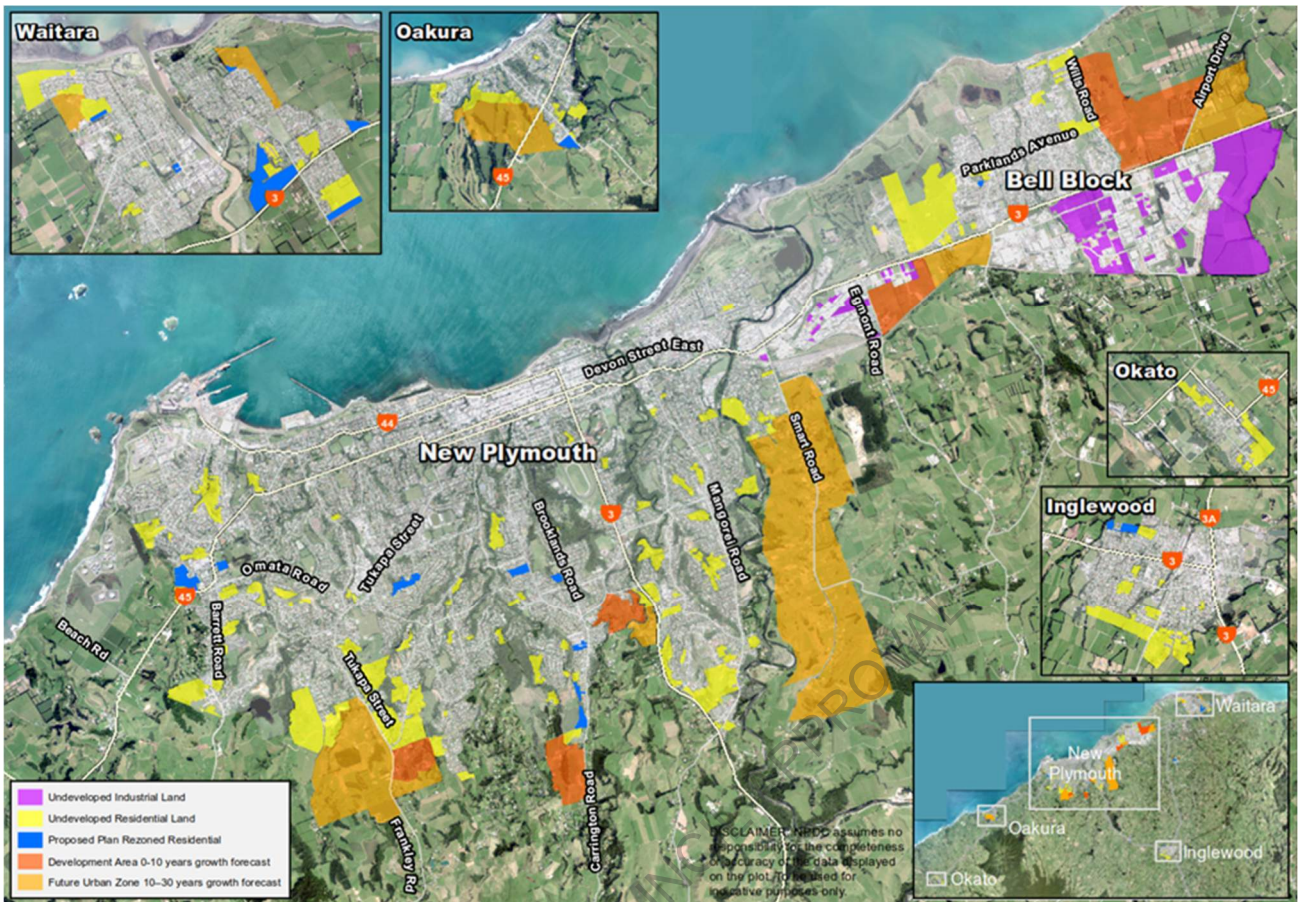 Waitara
3
Oakura
45
Wills Road
Airport Drive
Parklands Avenue
Bell Block
3
Egmont Road
Devon Street East
44
New Plymouth
Smart Road
Okato
45
Inglewood
3A
3
3
3
Mangorei Road
Brooklands Road
Tukapa Street
Omata Road
45
Barrett Road
Beach Rd
Tukapa Street
Frankley Rd
Carrington Road
Undeveloped Industrial Land
Undeveloped Residential Land
Proposed Plan Rezoned Residential
Development Area 0-10 years growth forecast
Future Urban Zone 10–30 years growth forecast
DISCLAIMER: NPDC assumes no
responsibility for the completeness
or accuracy of the data displayed
on the plot. To be used for
indicative purposes only.
Waitara
New
Plymouth
Oakura
Inglewood
Okato